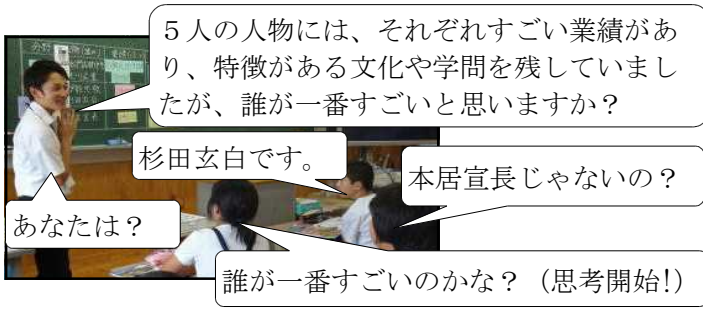 ５人の人物には、それぞれすごい業績があ
り、特徴がある文化や学問を残していまし
たが、誰が一番すごいと思いますか？
杉田玄白です。
本居宣長じゃないの？
あなたは？
誰が一番すごいのかな？（思考開始!）